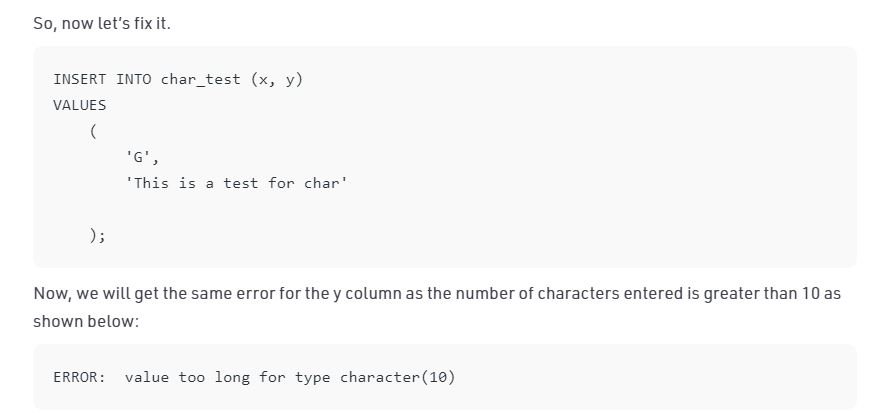 So, now let’s fix it.
INSERT INTO char_test (x, y)
VALUES
(
'G',
'This is a test for char'
);
Now, we will get the same error for the y column as the number of characters entered is greater than 10 as
shown below:
ERROR:  value too long for type character(10)